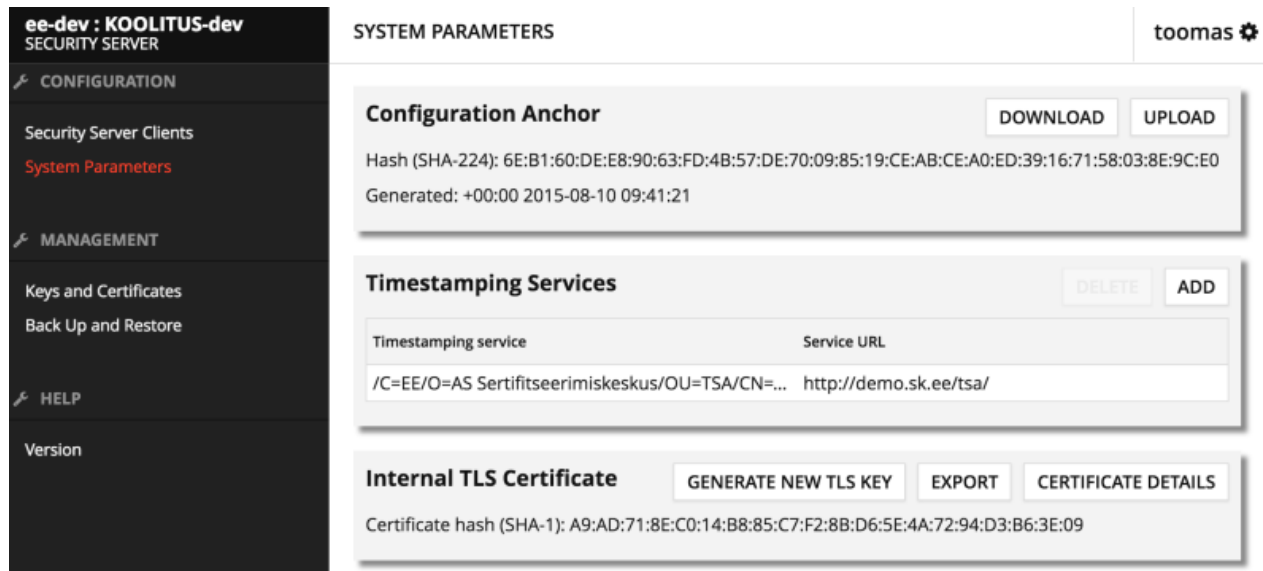 ee-dev : KOOLITUS-dev
SECURITY SERVER
SYSTEM PARAMETERS
toomas
CONFIGURATION
Security Server Clients
System Parameters
MANAGEMENT
Keys and Certificates
Back Up and Restore
HELP
Version
Configuration Anchor
DOWNLOAD
UPLOAD
Hash (SHA-224): 6E:B1:60:DE:E8:90:63:FD:4B:57:DE:70:09:85:19:CE:AB:CE:A0:ED:39:16:71:58:03:8E:9C:E0
Generated: +00:00 2015-08-10 09:41:21
Timestamping Services
DELETE
ADD
Timestamping service
Service URL
/C=EE/O=AS Sertifitseerimiskeskus/OU=TSA/CN=...
http://demo.sk.ee/tsa/
Internal TLS Certificate
GENERATE NEW TLS KEY
EXPORT
CERTIFICATE DETAILS
Certificate hash (SHA-1): A9:AD:71:8E:C0:14:B8:85:C7:F2:8B:D6:5E:4A:72:94:D3:B6:3E:09